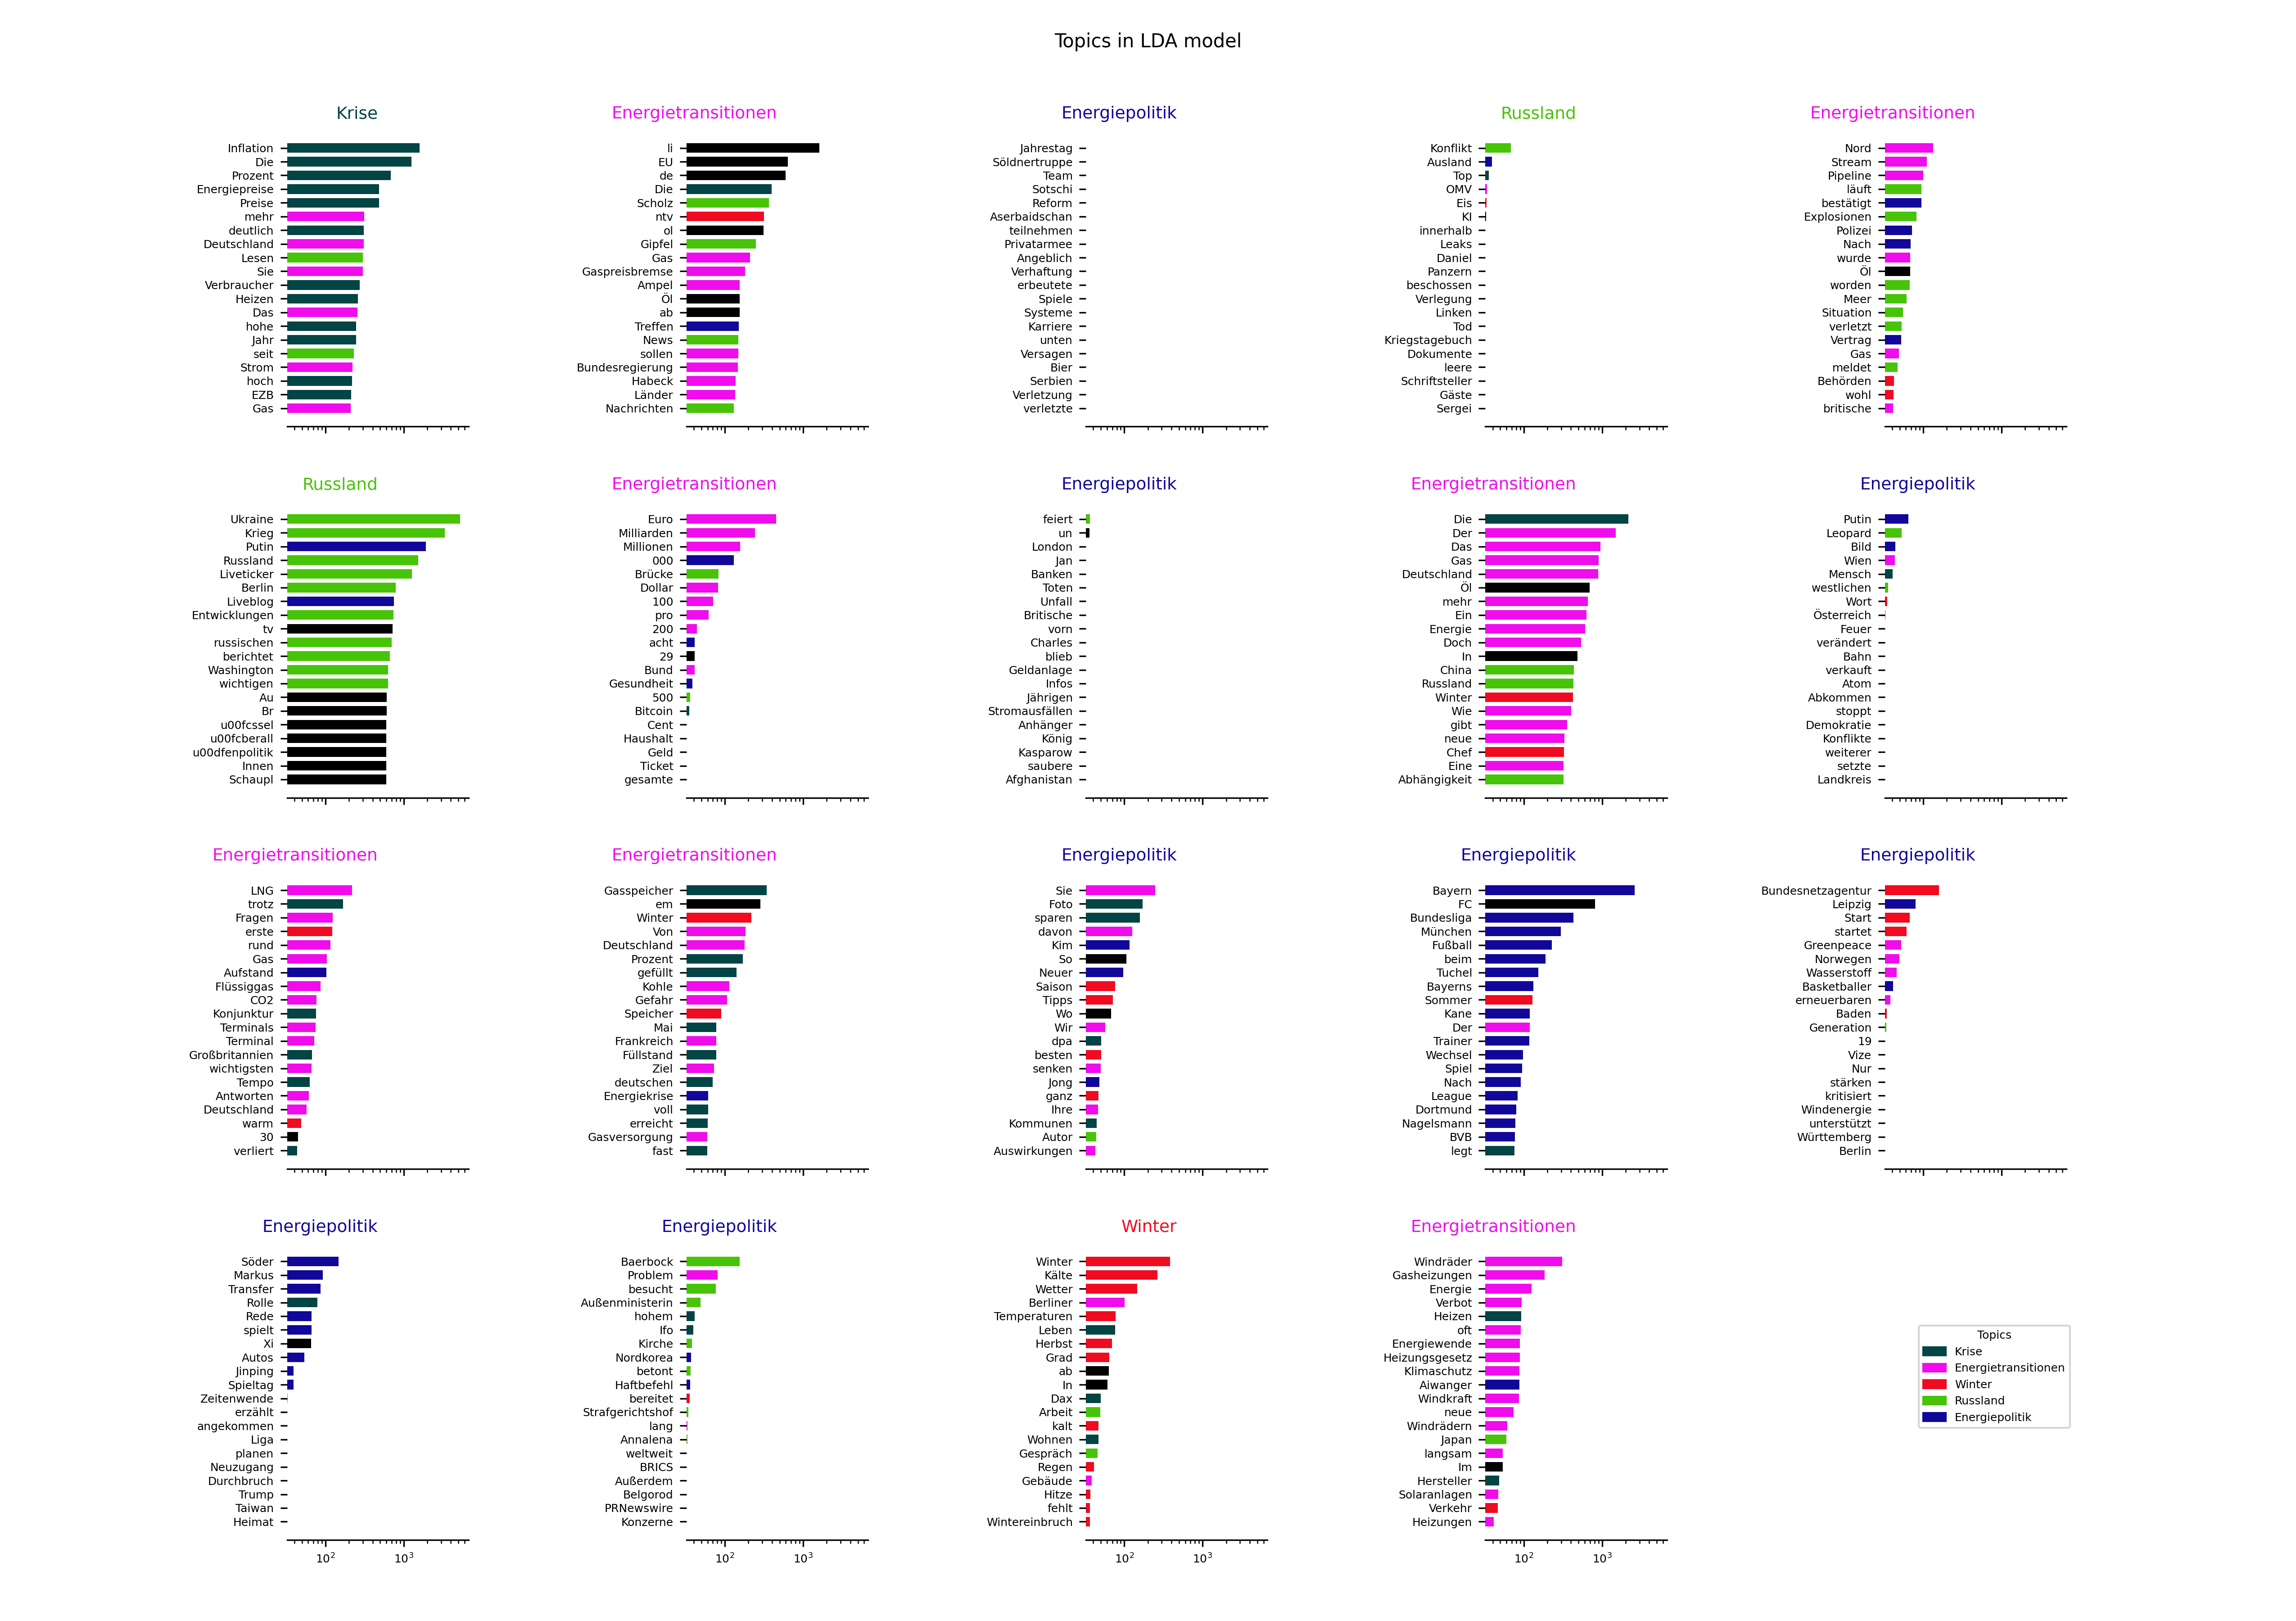 Topics in LDA model
Krise
Inflation
Die
Prozent
Energiepreise
Preise
mehr
deutlich
Deutschland
Lesen
Sie
Verbraucher
Heizen
Das
hohe
Jahr
seit
Strom
hoch
EZB
Gas
Energietransitionen
li
EU
de
Die
Scholz
ntv
ol
Gipfel
Gas
Gaspreisbremse
Ampel
Öl
ab
Treffen
News
sollen
Bundesregierung
Habeck
Länder
Nachrichten
Energiepolitik
Jahrestag
Söldnertruppe
Team
Sotschi
Reform
Aserbaidschan
teilnehmen
Privatarmee
Angeblich
Verhaftung
erbeutete
Spiele
Systeme
Karriere
unten
Versagen
Bier
Serbien
Verletzung
verletzte
Russland
Konflikt
Ausland
Top
OMV
Eis
KI
innerhalb
Leaks
Daniel
Panzern
beschossen
Verlegung
Linken
Tod
Kriegstagebuch
Dokumente
leere
Schriftsteller
Gäste
Sergei
Energietransitionen
Nord
Stream
Pipeline
läuft
bestätigt
Explosionen
Polizei
Nach
wurde
Öl
worden
Meer
Situation
verletzt
Vertrag
Gas
meldet
Behörden
wohl
britische
Russland
Ukraine
Krieg
Putin
Russland
Liveticker
Berlin
Liveblog
Entwicklungen
tv
russischen
berichtet
Washington
wichtigen
Au
Br
u00fcssel
u00fcberall
u00dfenpolitik
Innen
Schaupl
Energietransitionen
Euro
Milliarden
Millionen
000
Brücke
Dollar
100
pro
200
acht
29
Bund
Gesundheit
500
Bitcoin
Cent
Haushalt
Geld
Ticket
gesamte
Energiepolitik
feiert
un
London
Jan
Banken
Toten
Unfall
Britische
vorn
Charles
blieb
Geldanlage
Infos
Jährigen
Stromausfällen
Anhänger
König
Kasparow
saubere
Afghanistan
Energietransitionen
Die
Der
Das
Gas
Deutschland
Öl
mehr
Ein
Energie
Doch
In
China
Russland
Winter
Wie
gibt
neue
Chef
Eine
Abhängigkeit
Energiepolitik
Putin
Leopard
Bild
Wien
Mensch
westlichen
Wort
Österreich
Feuer
verändert
Bahn
verkauft
Atom
Abkommen
stoppt
Demokratie
Konflikte
weiterer
setzte
Landkreis
Energietransitionen
LNG
trotz
Fragen
erste
rund
Gas
Aufstand
Flüssiggas
CO2
Konjunktur
Terminals
Terminal
Großbritannien
wichtigsten
Tempo
Antworten
Deutschland
warm
30
verliert
Energietransitionen
Gasspeicher
em
Winter
Von
Deutschland
Prozent
gefüllt
Kohle
Gefahr
Speicher
Mai
Frankreich
Füllstand
Ziel
deutschen
Energiekrise
voll
erreicht
Gasversorgung
fast
Energiepolitik
Sie
Foto
sparen
davon
Kim
So
Neuer
Saison
Tipps
Wo
Wir
dpa
besten
senken
Jong
ganz
Ihre
Kommunen
Autor
Auswirkungen
Energiepolitik
Bayern
FC
Bundesliga
München
Fußball
beim
Tuchel
Bayerns
Sommer
Kane
Der
Trainer
Wechsel
Spiel
Nach
League
Dortmund
Nagelsmann
BVB
legt
Energiepolitik
Bundesnetzagentur
Leipzig
Start
startet
Greenpeace
Norwegen
Wasserstoff
Basketballer
erneuerbaren
Baden
Generation
19
Vize
Nur
stärken
kritisiert
Windenergie
unterstützt
Württemberg
Berlin
Energiepolitik
Söder
Markus
Transfer
Rolle
Rede
spielt
Xi
Autos
Jinping
Spieltag
Zeitenwende
erzählt
angekommen
Liga
planen
Neuzugang
Durchbruch
Trump
Taiwan
Heimat
10² 10³
Energiepolitik
Baerbock
Problem
besucht
Außenministerin
hohem
Ifo
Kirche
Nordkorea
betont
Haftbefehl
bereitet
Strafgerichtshof
lang
Annalena
weltweit
BRICS
Außerdem
Belgorod
PRNewswire
Konzerne
10² 10³
Winter
Winter
Kälte
Wetter
Berliner
Temperaturen
Leben
Herbst
Grad
ab
In
Dax
Arbeit
kalt
Wohnen
Gespräch
Regen
Gebäude
Hitze
fehlt
Wintereinbruch
10² 10³
Energietransitionen
Windräder
Gasheizungen
Energie
Verbot
Heizen
oft
Energiewende
Heizungsgesetz
Klimaschutz
Aiwanger
Windkraft
neue
Windrädern
Japan
langsam
Im
Hersteller
Solaranlagen
Verkehr
Heizungen
10² 10³
Topics
Krise
Energietransitionen
Winter
Russland
Energiepolitik